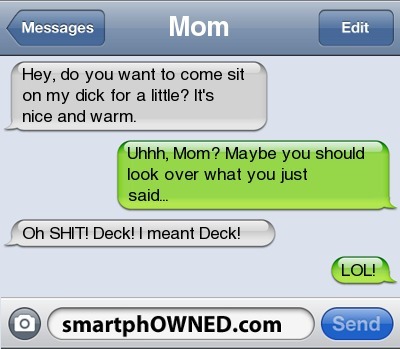 Messages
Mom
Edit
Hey, do you want to come sit
on my dick for a little? It's
nice and warm.
Uhhh, Mom? Maybe you should
look over what you just
said...
Oh SHIT! Deck! I meant Deck!
LOL!
smartphOWNED.com
Send